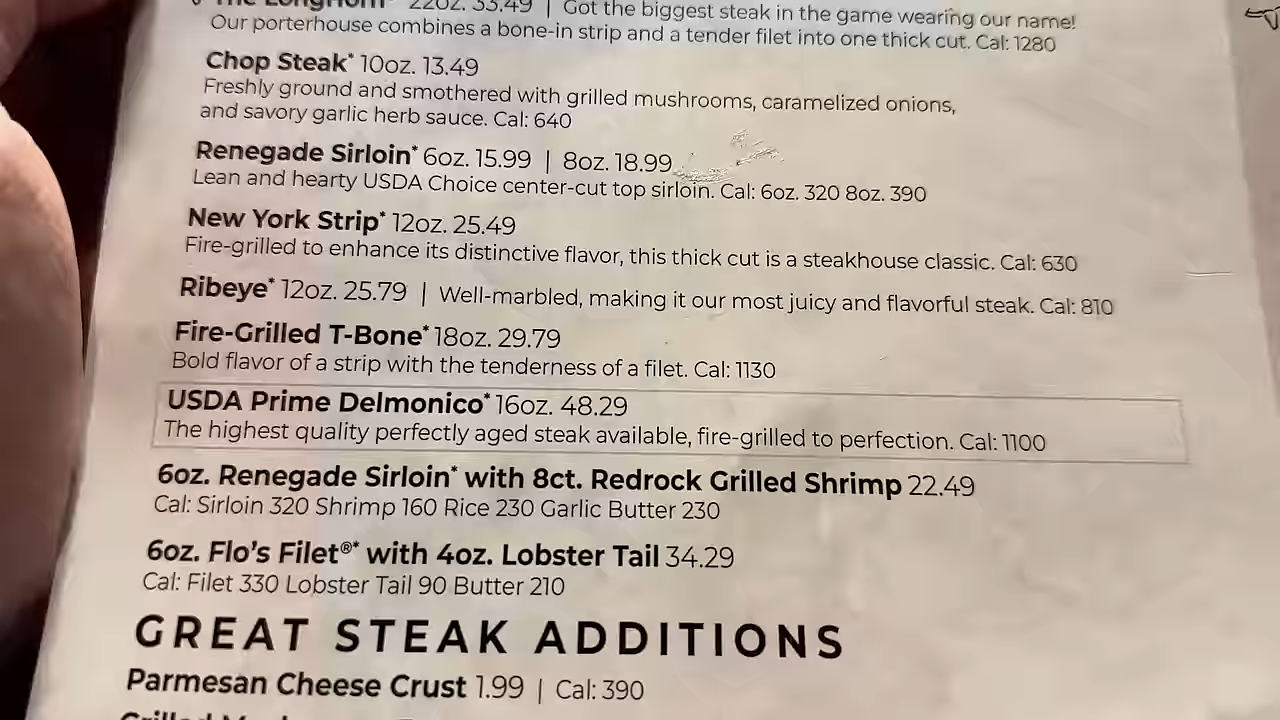 The LongHorn* 22oz. 53.49 | Got the biggest steak in the game wearing our name!
Our porterhouse combines a bone-in strip and a tender filet into one thick cut. Cal: 1280
Chop Steak* 10oz. 13.49
Freshly ground and smothered with grilled mushrooms, caramelized onions,
and savory garlic herb sauce. Cal: 640
Renegade Sirloin* 6oz. 15.99 | 8oz. 18.99
Lean and hearty USDA Choice center-cut top sirloin. Cal: 6oz. 320 8oz. 390
New York Strip* 12oz. 25.49
Fire-grilled to enhance its distinctive flavor, this thick cut is a steakhouse classic. Cal: 630
Ribeye* 12oz. 25.79 | Well-marbled, making it our most juicy and flavorful steak. Cal: 810
Fire-Grilled T-Bone* 18oz. 29.79
Bold flavor of a strip with the tenderness of a filet. Cal: 1130
USDA Prime Delmonico* 16oz. 48.29
The highest quality perfectly aged steak available, fire-grilled to perfection. Cal: 1100
6oz. Renegade Sirloin* with 8ct. Redrock Grilled Shrimp 22.49
Cal: Sirloin 320 Shrimp 160 Rice 230 Garlic Butter 230
6oz. Flo's Filet®* with 4oz. Lobster Tail 34.29
Cal: Filet 330 Lobster Tail 90 Butter 210
GREAT STEAK ADDITIONS
Parmesan Cheese Crust 1.99 | Cal: 390
Grilled